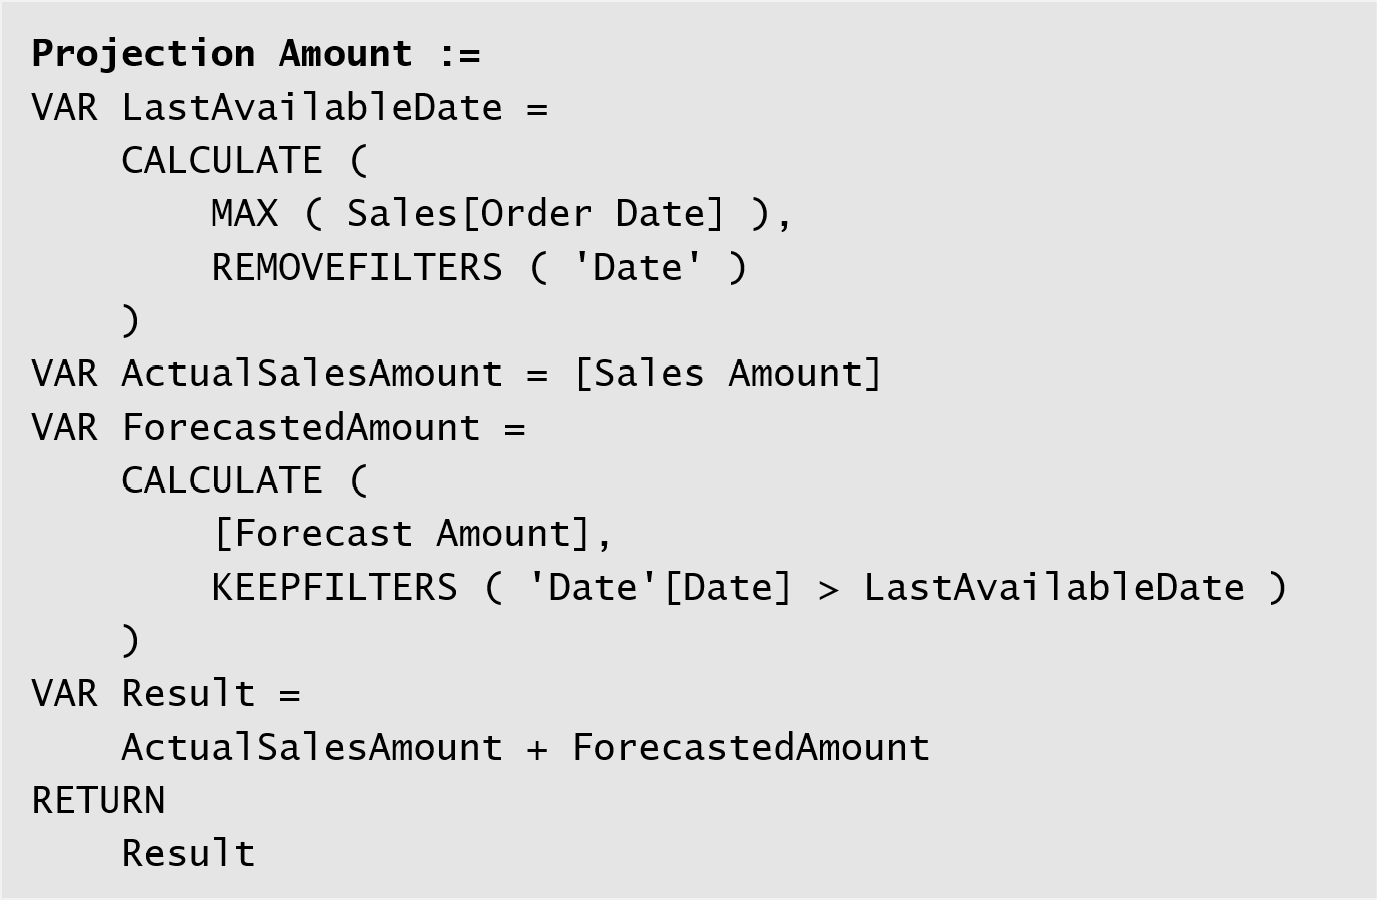 Projection Amount :=
VAR LastAvailableDate =
    CALCULATE (
        MAX ( Sales[Order Date] ),
        REMOVEFILTERS ( 'Date' )
    )
VAR ActualSalesAmount = [Sales Amount]
VAR ForecastedAmount =
    CALCULATE (
        [Forecast Amount],
        KEEPFILTERS ( 'Date'[Date] > LastAvailableDate )
    )
VAR Result =
    ActualSalesAmount + ForecastedAmount
RETURN
    Result